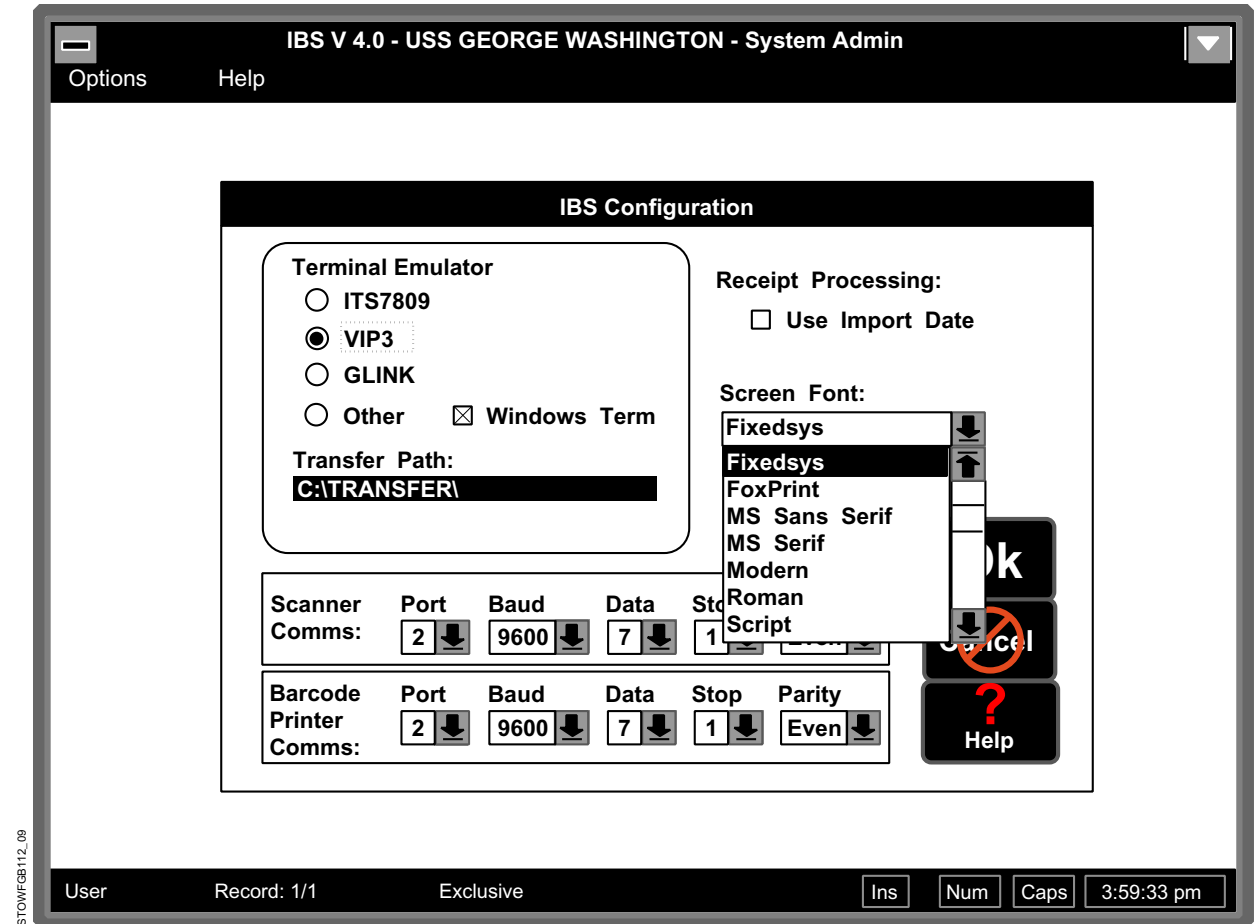 IBS V 4.0 - USS GEORGE WASHINGTON - System Admin
Options Help
IBS Configuration
Terminal Emulator
ITS7809
VIP3
GLINK
Other Windows Term
Transfer Path:
C:\TRANSFER\
Receipt Processing:
Use Import Date
Screen Font:
Fixedsys
Fixedsys
FoxPrint
MS Sans Serif
MS Serif
Modern
Roman
Script
Scanner Comms:
Port Baud Data
2 9600 7 1
Barcode Printer Comms:
Port Baud Data Stop Parity
2 9600 7 1 Even
Cancel
Help
User Record: 1/1 Exclusive Ins Num Caps 3:59:33 pm
STOWFGB112_09